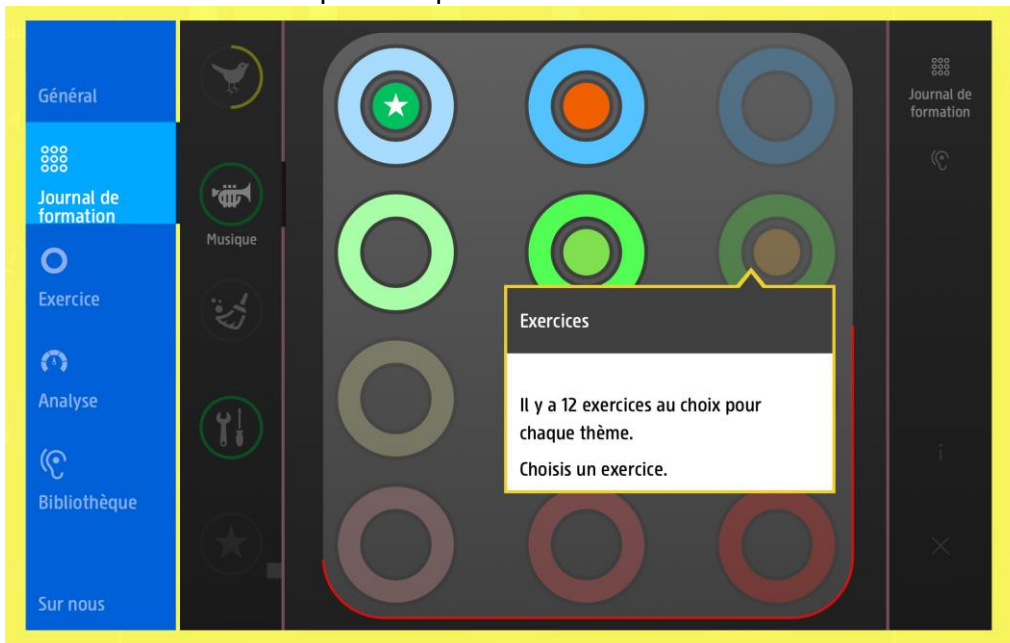 Général
Journal de
formation
Exercice
Analyse
Bibliothèque
Sur nous
Musique
Exercices
Il y a 12 exercices au choix pour
chaque thème.
Choisis un exercice.
Journal de
formation
i